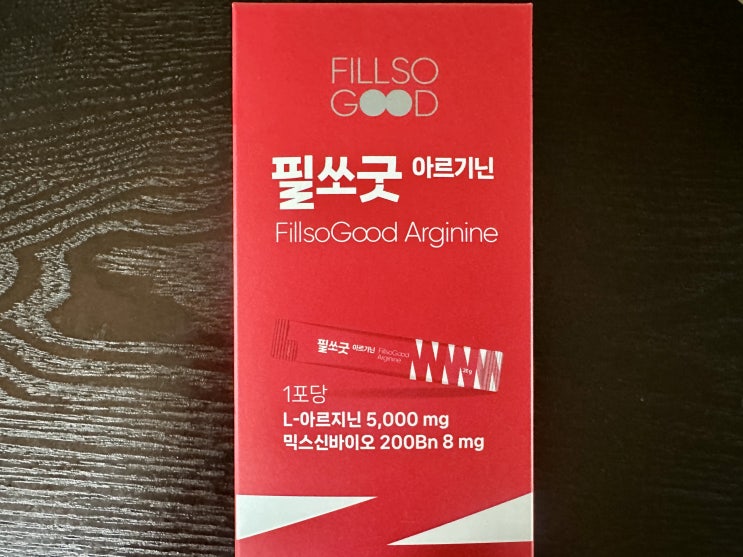 FILLSO
GOOD
필쏘굿 아르기닌
FillsoGood Arginine
필쏘굿 아르기닌 FillsoGood
Arginine
20 g
1포당
L-아르지닌 5,000 mg
믹스신바이오 200Bn 8 mg